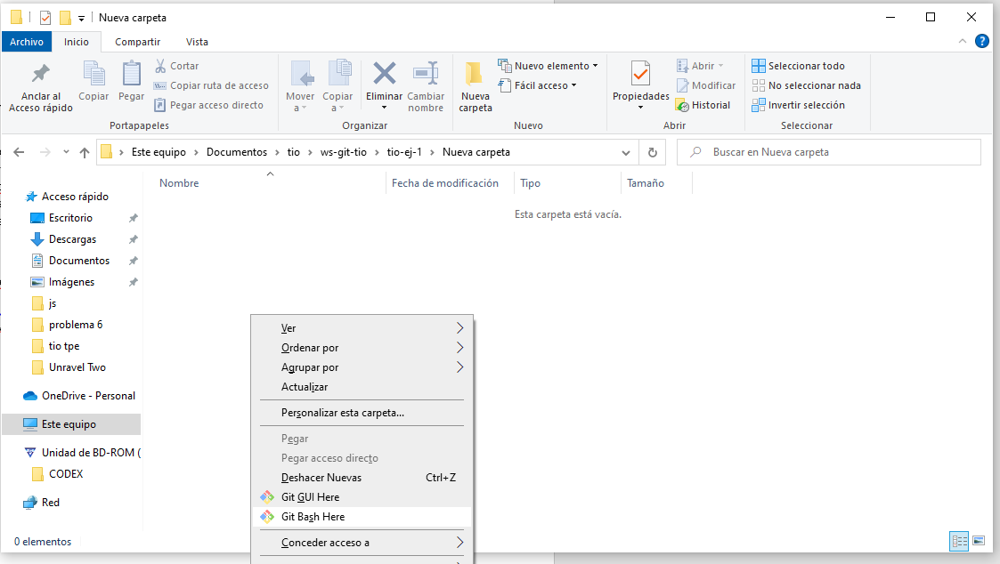 Nueva carpeta
Archivo Inicio Compartir Vista
Anclar al Acceso rápido
Copiar
Pegar
Cortar
Copiar ruta de acceso
Pegar acceso directo
Portapapeles
Mover a
Copiar a
Eliminar
Cambiar nombre
Organizar
Nueva carpeta
Nuevo elemento
Fácil acceso
Nuevo
Propiedades
Abrir
Modificar
Historial
Abrir
Seleccionar todo
No seleccionar nada
Invertir selección
Seleccionar
Este equipo > Documentos > tio > ws-git-tio > tio-ej-1 > Nueva carpeta
Buscar en Nueva carpeta
Nombre Fecha de modificación Tipo Tamaño
Esta carpeta está vacía.
Acceso rápido
Escritorio
Descargas
Documentos
Imágenes
js
problema 6
tio tpe
Unravel Two
OneDrive - Personal
Este equipo
Unidad de BD-ROM (
CODEX
Red
Ver
Ordenar por
Agrupar por
Actualizar
Personalizar esta carpeta...
Pegar
Pegar acceso directo
Deshacer Nuevas Ctrl+Z
Git GUI Here
Git Bash Here
Conceder acceso a
0 elementos